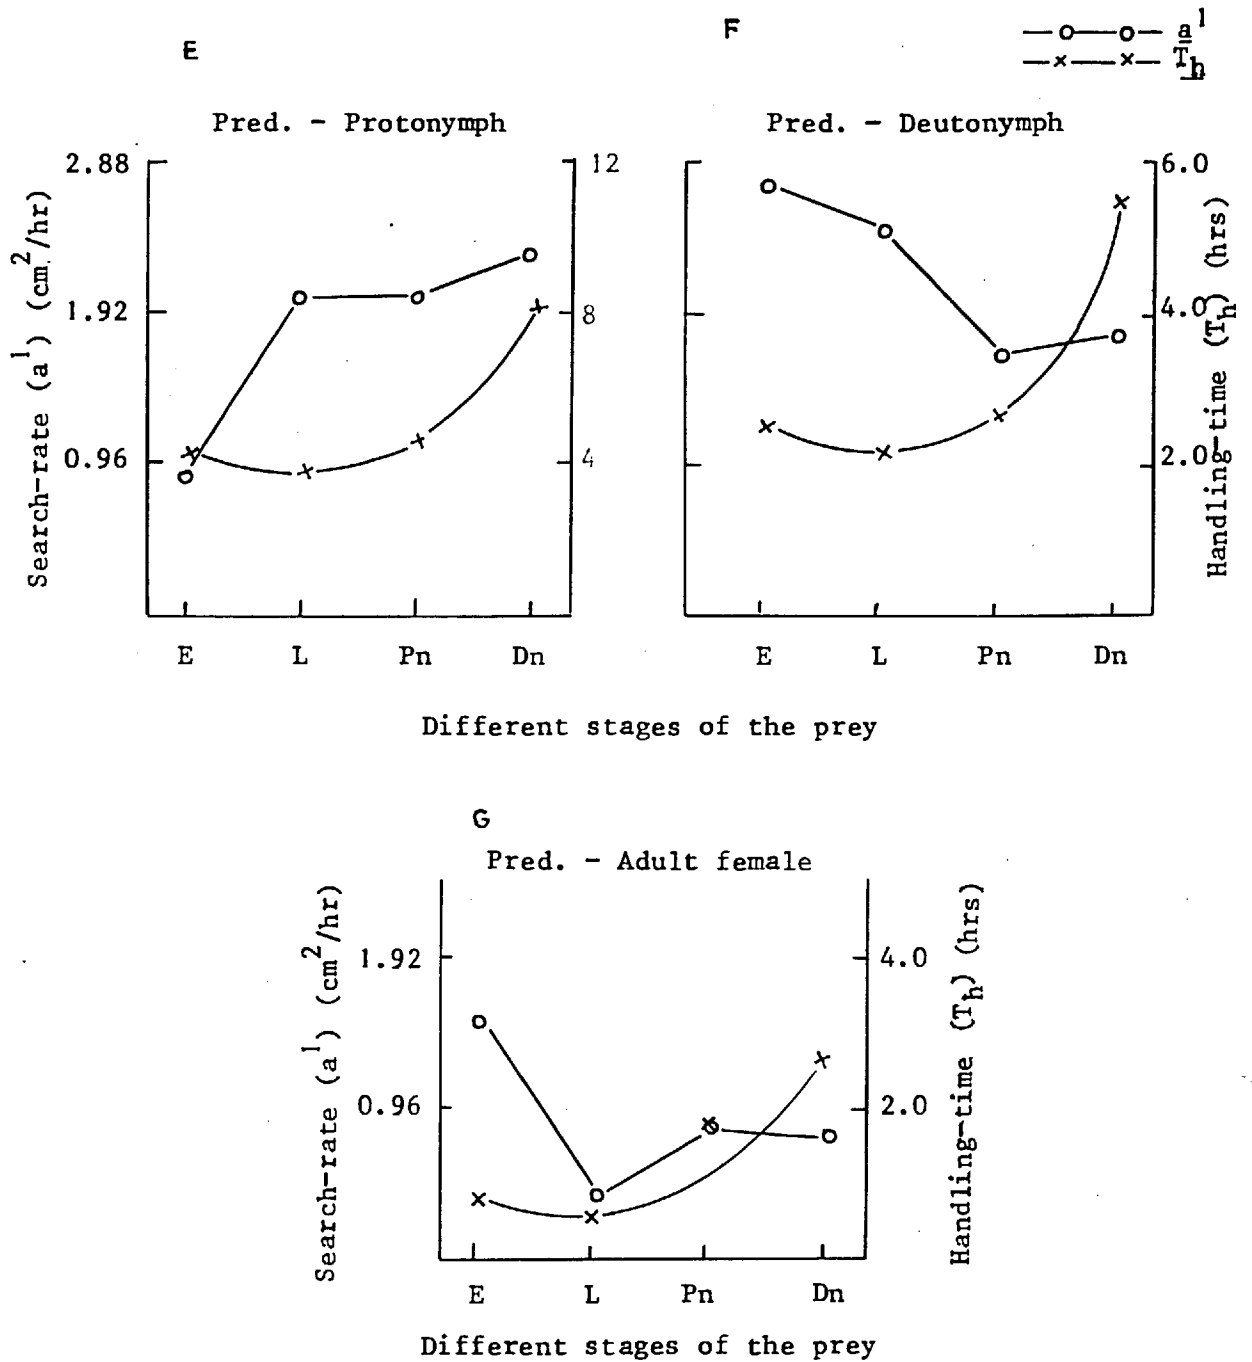 E
F
a¹
T_h
Pred. - Protonymph
Pred. - Deutonymph
Search-rate (a¹) (cm²/hr)
2.88
1.92
0.96
12
8
4
E L Pn Dn
6.0
4.0
2.0
Handling-time (T_h) (hrs)
E L Pn Dn
Different stages of the prey
G
Pred. - Adult female
Search-rate (a¹) (cm²/hr)
1.92
0.96
4.0
2.0
Handling-time (T_h) (hrs)
E L Pn Dn
Different stages of the prey